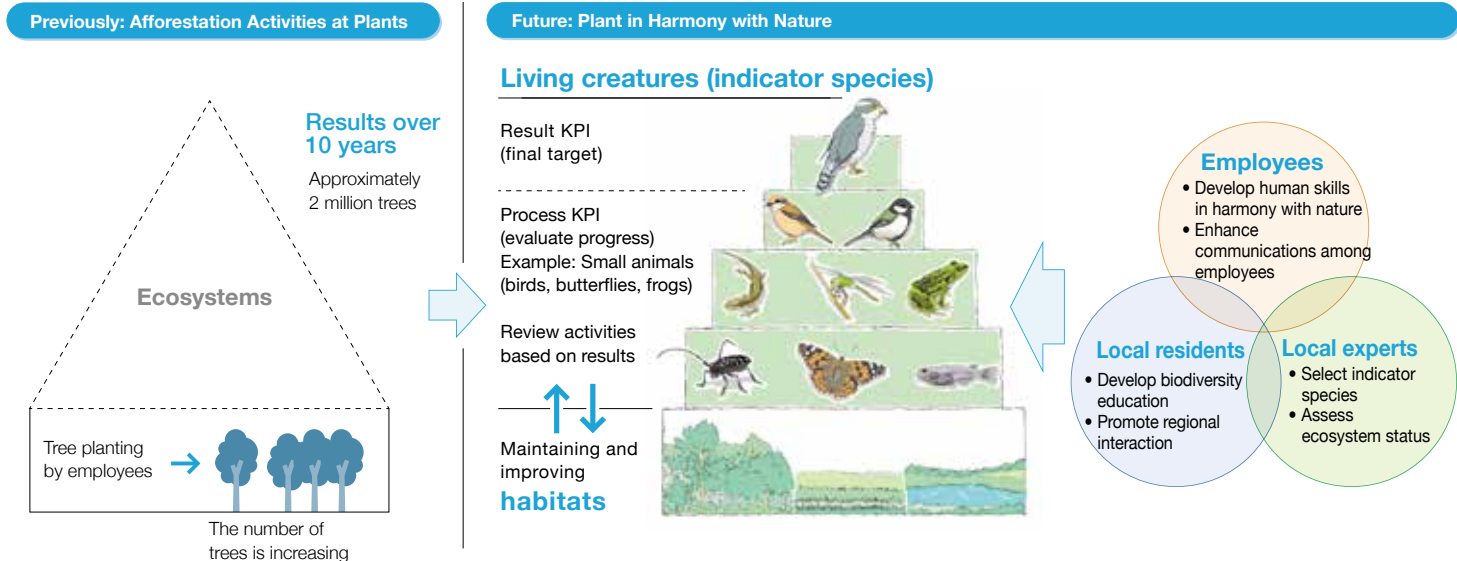 Previously: Afforestation Activities at Plants
Results over
10 years
Approximately
2 million trees
Ecosystems
Tree planting
by employees
The number of
trees is increasing
Future: Plant in Harmony with Nature
Living creatures (indicator species)
Result KPI
(final target)
Process KPI
(evaluate progress)
Example: Small animals
(birds, butterflies, frogs)
Review activities
based on results
Maintaining and
improving
habitats
Employees
• Develop human skills
in harmony with nature
• Enhance
communications among
employees
Local residents
• Develop biodiversity
education
• Promote regional
interaction
Local experts
• Select indicator
species
• Assess
ecosystem status